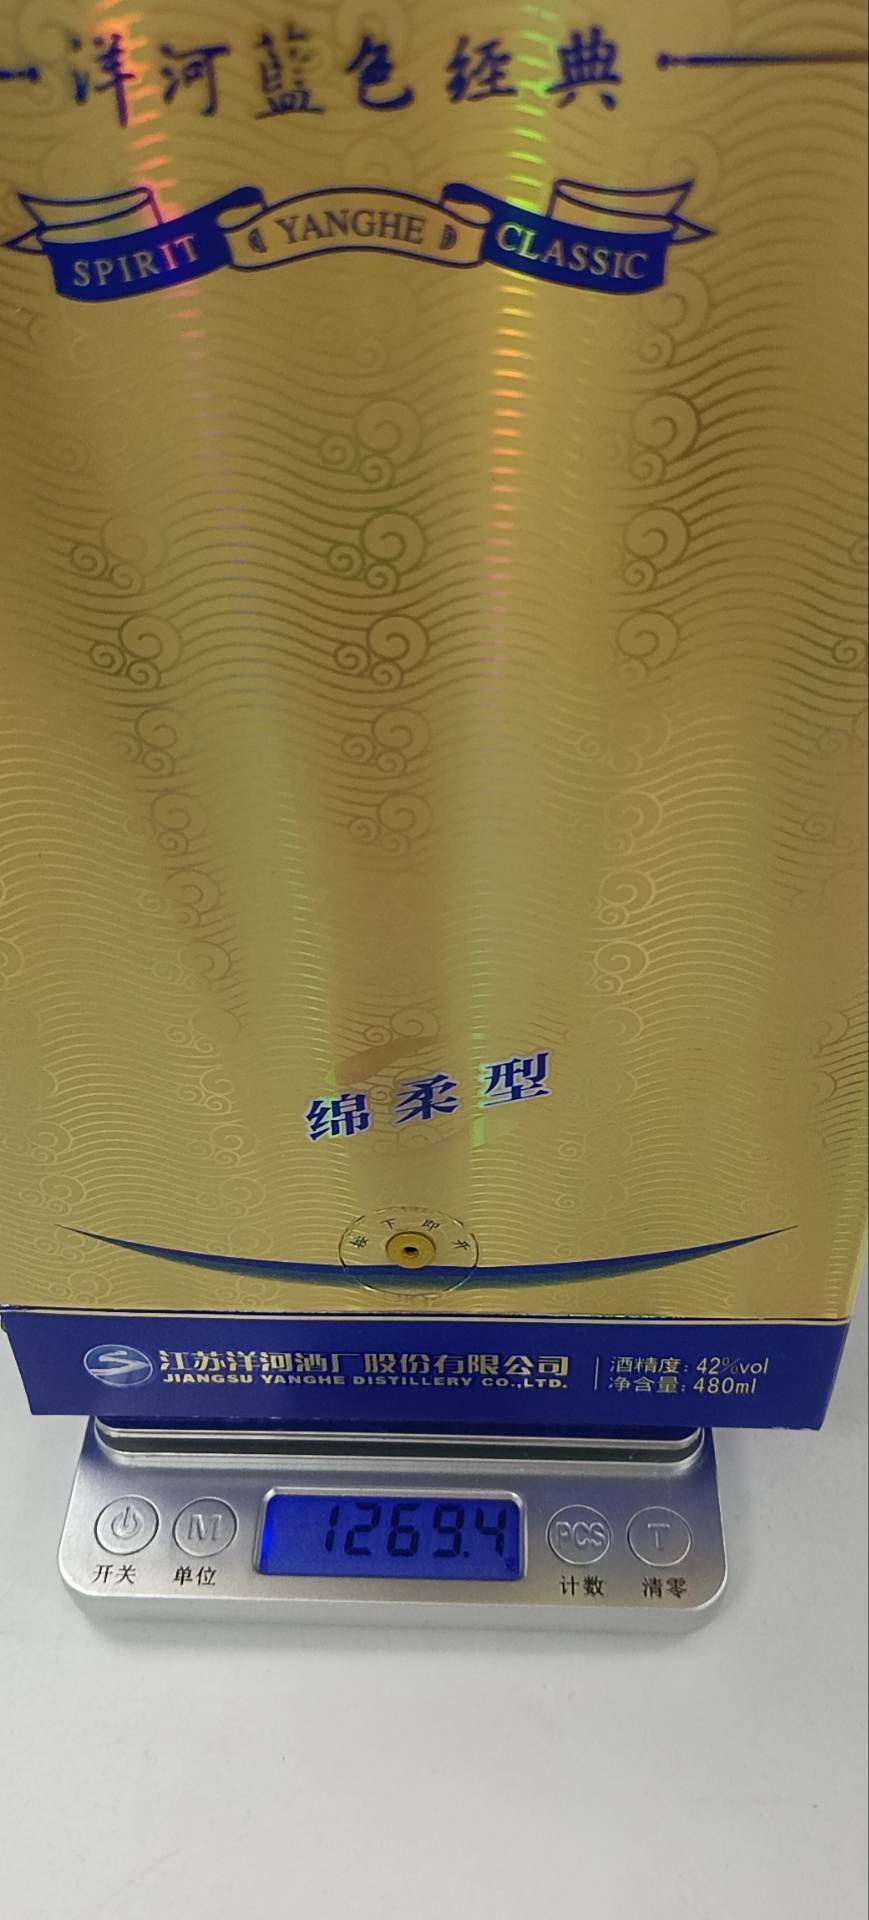 洋河蓝色经典
SPIRIT YANGHE CLASSIC
绵柔型
按下即开
江苏洋河酒厂股份有限公司
JIANGSU YANGHE DISTILLERY CO.,LTD.
酒精度: 42%vol
净含量: 480ml
M
1269.4
PCS
T
开关
单位
计数
清零